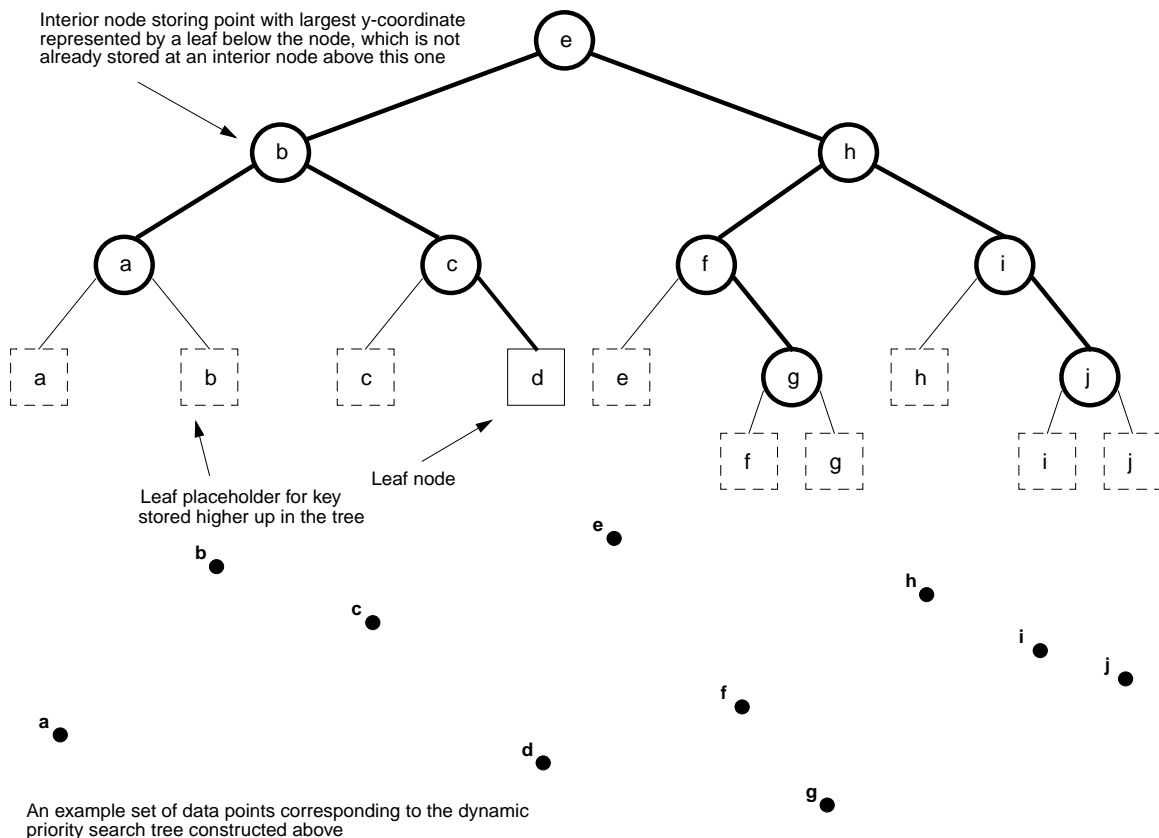 Interior node storing point with largest y-coordinate
represented by a leaf below the node, which is not
already stored at an interior node above this one
e
b
h
a
c
f
i
a
b
c
d
e
g
h
j
f
g
i
j
Leaf node
Leaf placeholder for key
stored higher up in the tree
e
b
h
c
i
j
f
a
d
g
An example set of data points corresponding to the dynamic
priority search tree constructed above